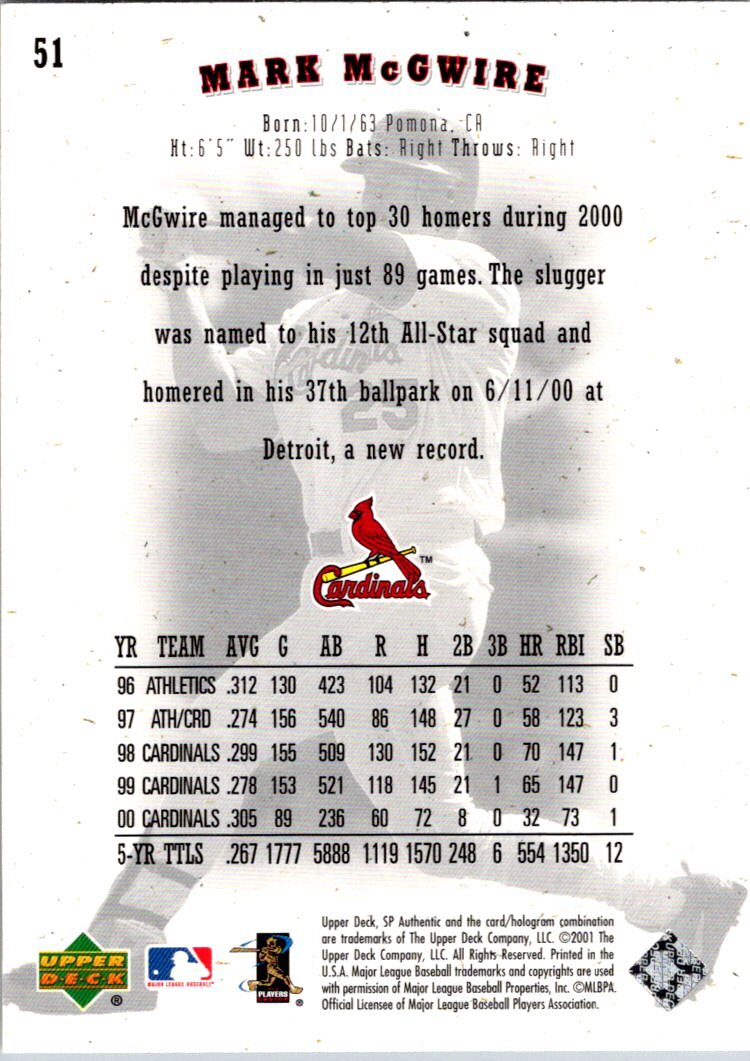 51
MARK McGWIRE
Born:10/1/63 Pomona, CA
Ht:6'5" Wt:250 lbs Bats: Right Throws: Right
McGwire managed to top 30 homers during 2000
despite playing in just 89 games. The slugger
was named to his 12th All-Star squad and
homered in his 37th ballpark on 6/11/00 at
Detroit, a new record.
Cardinals
25
Cardinals TM
YR TEAM AVG G AB R H 2B 3B HR RBI SB
96 ATHLETICS .312 130 423 104 132 21 0 52 113 0
97 ATH/CRD .274 156 540 86 148 27 0 58 123 3
98 CARDINALS .299 155 509 130 152 21 0 70 147 1
99 CARDINALS .278 153 521 118 145 21 1 65 147 0
00 CARDINALS .305 89 236 60 72 8 0 32 73 1
5-YR TTLS .267 1777 5888 1119 1570 248 6 554 1350 12
UPPER
DECK
®
MAJOR LEAGUE BASEBALL
PLAYERS
®
Upper Deck, SP Authentic and the card/hologram combination
are trademarks of The Upper Deck Company, LLC. ©2001 The
Upper Deck Company, LLC. All Rights Reserved. Printed in the
U.S.A. Major League Baseball trademarks and copyrights are used
with permission of Major League Baseball Properties, Inc. ©MLBPA.
Official Licensee of Major League Baseball Players Association.